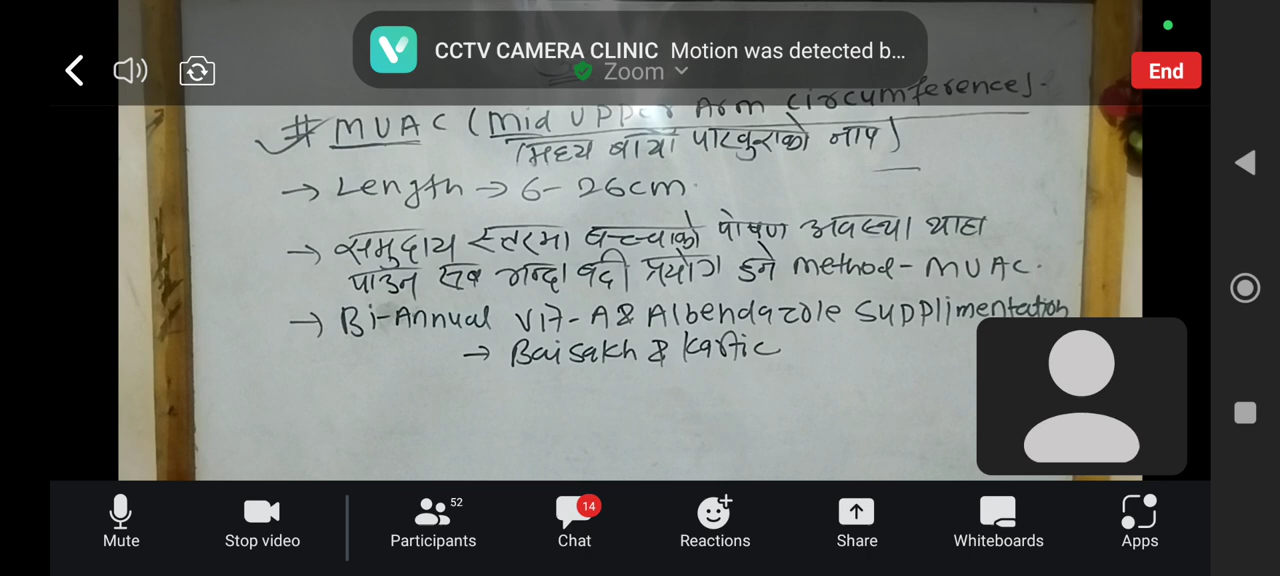 CCTV CAMERA CLINIC Motion was detected b...
Zoom
End
# MUAC (Mid Upper Arm Circumference).
(मध्य बायाँ पाखुराको नाप)
→ Length → 6-26cm.
→ समुदाय स्तरमा बच्चाको पोषण अवस्था थाहा
पाउन सब भन्दा बढी प्रयोग हुने method - MUAC.
→ Bi-Annual Vit-A & Albendazole Supplimentation
→ Baisakh & Kartic
52
14
Mute
Stop video
Participants
Chat
Reactions
Share
Whiteboards
Apps